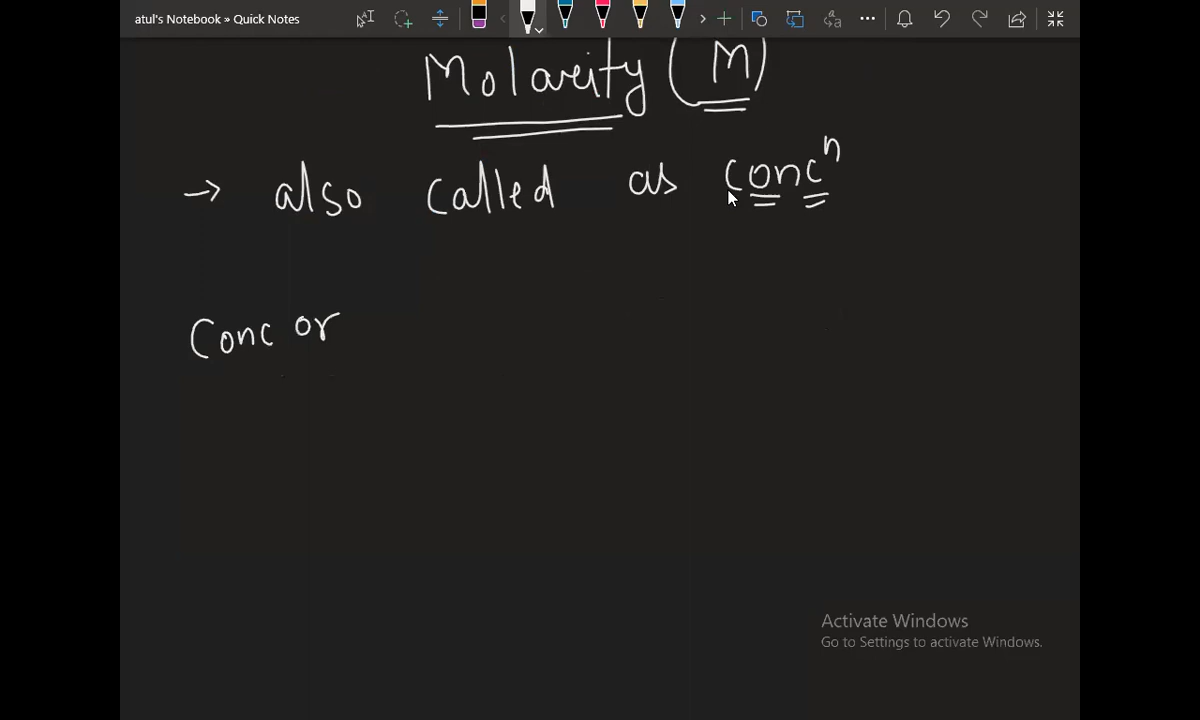 atul's Notebook » Quick Notes
Molarity (M)
→ also called as concⁿ
Conc or
Activate Windows
Go to Settings to activate Windows.